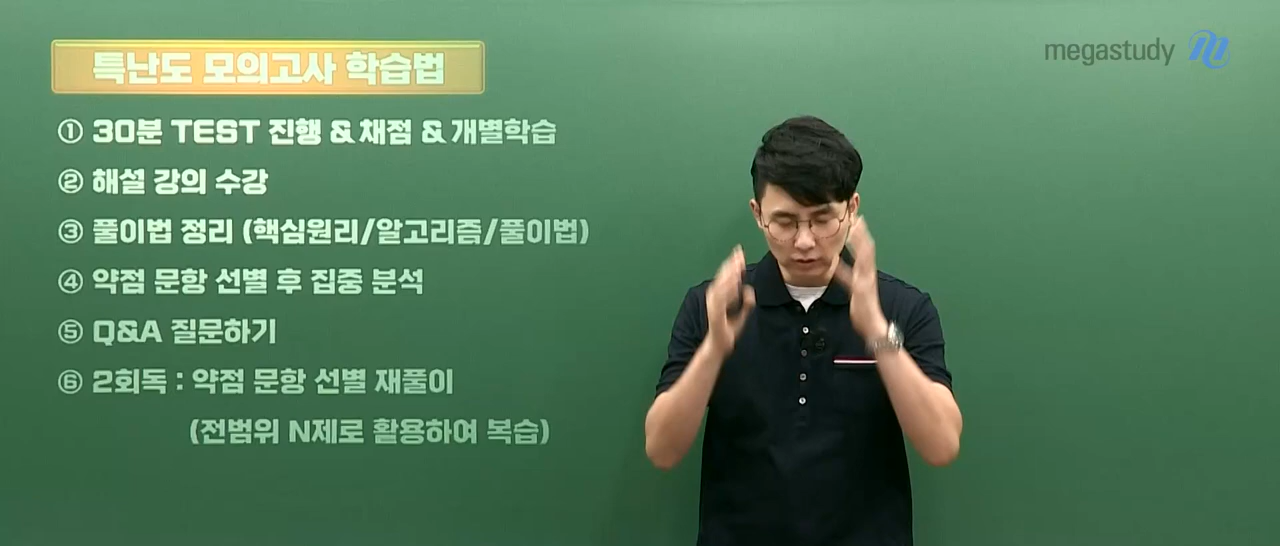 특난도 모의고사 학습법
megastudy
① 30분 TEST 진행 & 채점 & 개별학습
② 해설 강의 수강
③ 풀이법 정리 (핵심원리/알고리즘/풀이법)
④ 약점 문항 선별 후 집중 분석
⑤ Q&A 질문하기
⑥ 2회독 : 약점 문항 선별 재풀이
(전범위 N제로 활용하여 복습)